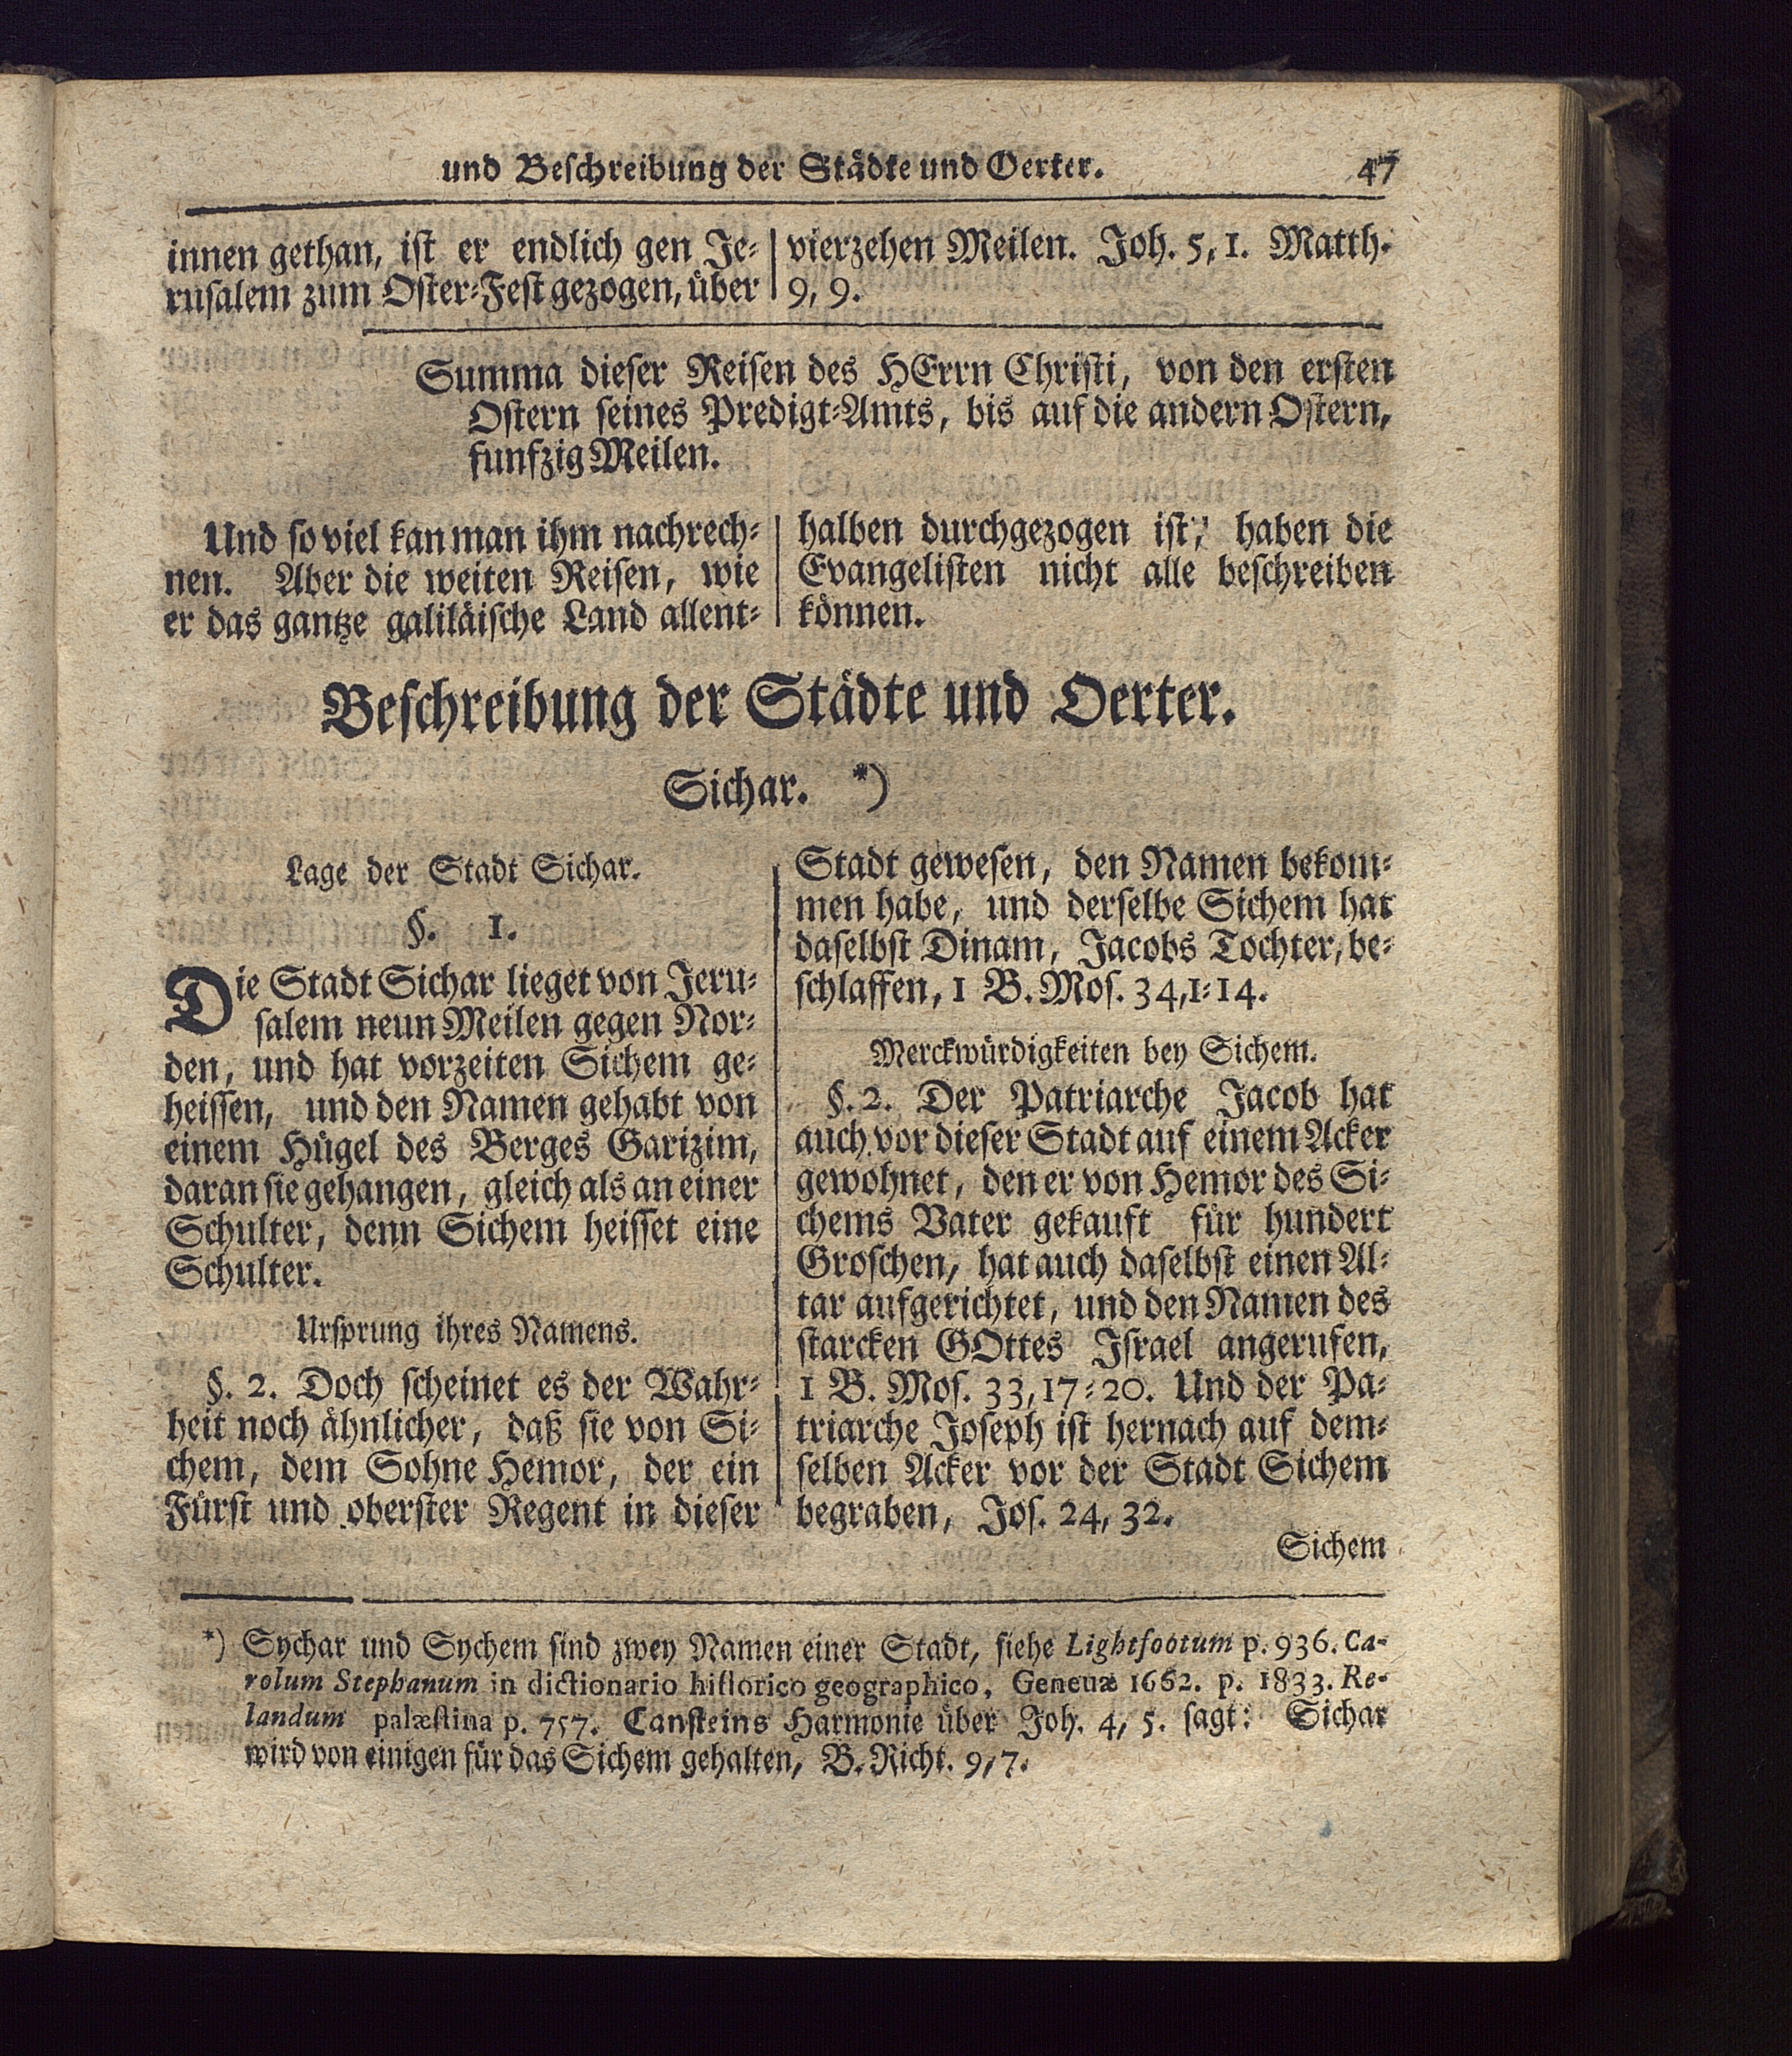 und Beſchreibung der Städte und Oerter. 47
innen gethan, iſt er endlich gen Je⸗
ruſalem zum Oſter⸗Feſt gezogen, über
vierzehen Meilen. Joh. 5, 1. Matth.
9, 9.
Summa dieſer Reiſen des HErrn Chriſti, von den erſten
Oſtern ſeines Predigt⸗Amts, bis auf die andern Oſtern,
funfzig Meilen.
Und ſo viel kan man ihm nachrech⸗
nen. Aber die weiten Reiſen, wie
er das gantze galiläiſche Land allent⸗
halben durchgezogen iſt, haben die
Evangeliſten nicht alle beſchreiben
können.
Beſchreibung der Städte und Oerter.
Sichar. *)
Lage der Stadt Sichar.
§. 1.
Die Stadt Sichar lieget von Jeru⸗
ſalem neun Meilen gegen Nor⸗
den, und hat vorzeiten Sichem ge⸗
heiſſen, und den Namen gehabt von
einem Hügel des Berges Garizim,
daran ſie gehangen, gleich als an einer
Schulter, denn Sichem heiſſet eine
Schulter.
Urſprung ihres Namens.
§. 2. Doch ſcheinet es der Wahr⸗
heit noch ähnlicher, daß ſie von Si⸗
chem, dem Sohne Hemor, der ein
Fürſt und oberſter Regent in dieſer
Stadt geweſen, den Namen bekom⸗
men habe, und derſelbe Sichem hat
daſelbſt Dinam, Jacobs Tochter, be⸗
ſchlaffen, 1 B. Moſ. 34, 1⸗14.
Merckwürdigkeiten bey Sichem.
§. 2. Der Patriarche Jacob hat
auch vor dieſer Stadt auf einem Acker
gewohnet, den er von Hemor des Si⸗
chems Vater gekauft für hundert
Groſchen, hat auch daſelbſt einen Al⸗
tar aufgerichtet, und den Namen des
ſtarcken GOttes Iſrael angerufen,
1 B. Moſ. 33, 17⸗20. Und der Pa⸗
triarche Joſeph iſt hernach auf dem⸗
ſelben Acker vor der Stadt Sichem
begraben, Joſ. 24, 32.
Sichem
*) Sychar und Sychem ſind zwey Namen einer Stadt, ſiehe Lightfootum p. 936. Ca-
rolum Stephanum in dictionario hiſtorico geographico, Geneuæ 1662. p. 1833. Re-
landum palæſtina p. 757. Canſteins Harmonie über Joh. 4, 5. ſagt: Sichar
wird von einigen für das Sichem gehalten, B. Richt. 9, 7.